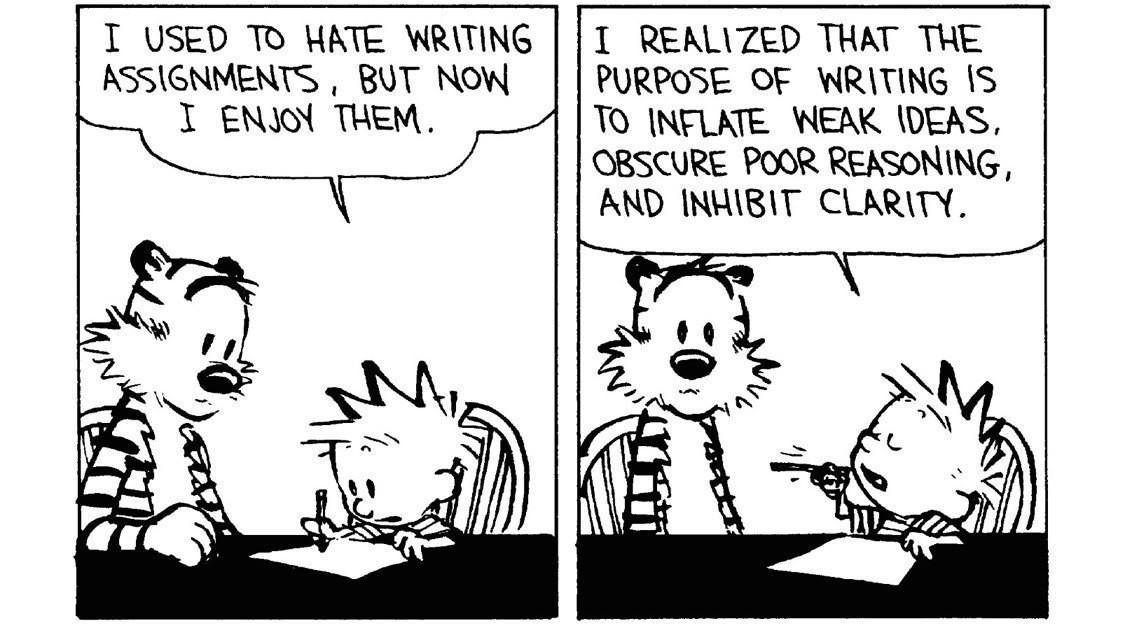 I USED TO HATE WRITING
ASSIGNMENTS, BUT NOW
I ENJOY THEM.
I REALIZED THAT THE
PURPOSE OF WRITING IS
TO INFLATE WEAK IDEAS,
OBSCURE POOR REASONING,
AND INHIBIT CLARITY.